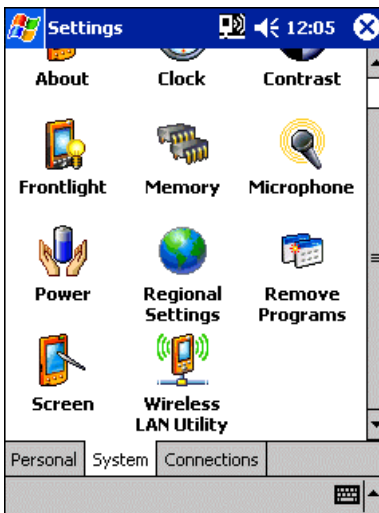 Settings 12:05
About Clock Contrast
Frontlight Memory Microphone
Power Regional Settings Remove Programs
Screen Wireless LAN Utility
Personal System Connections